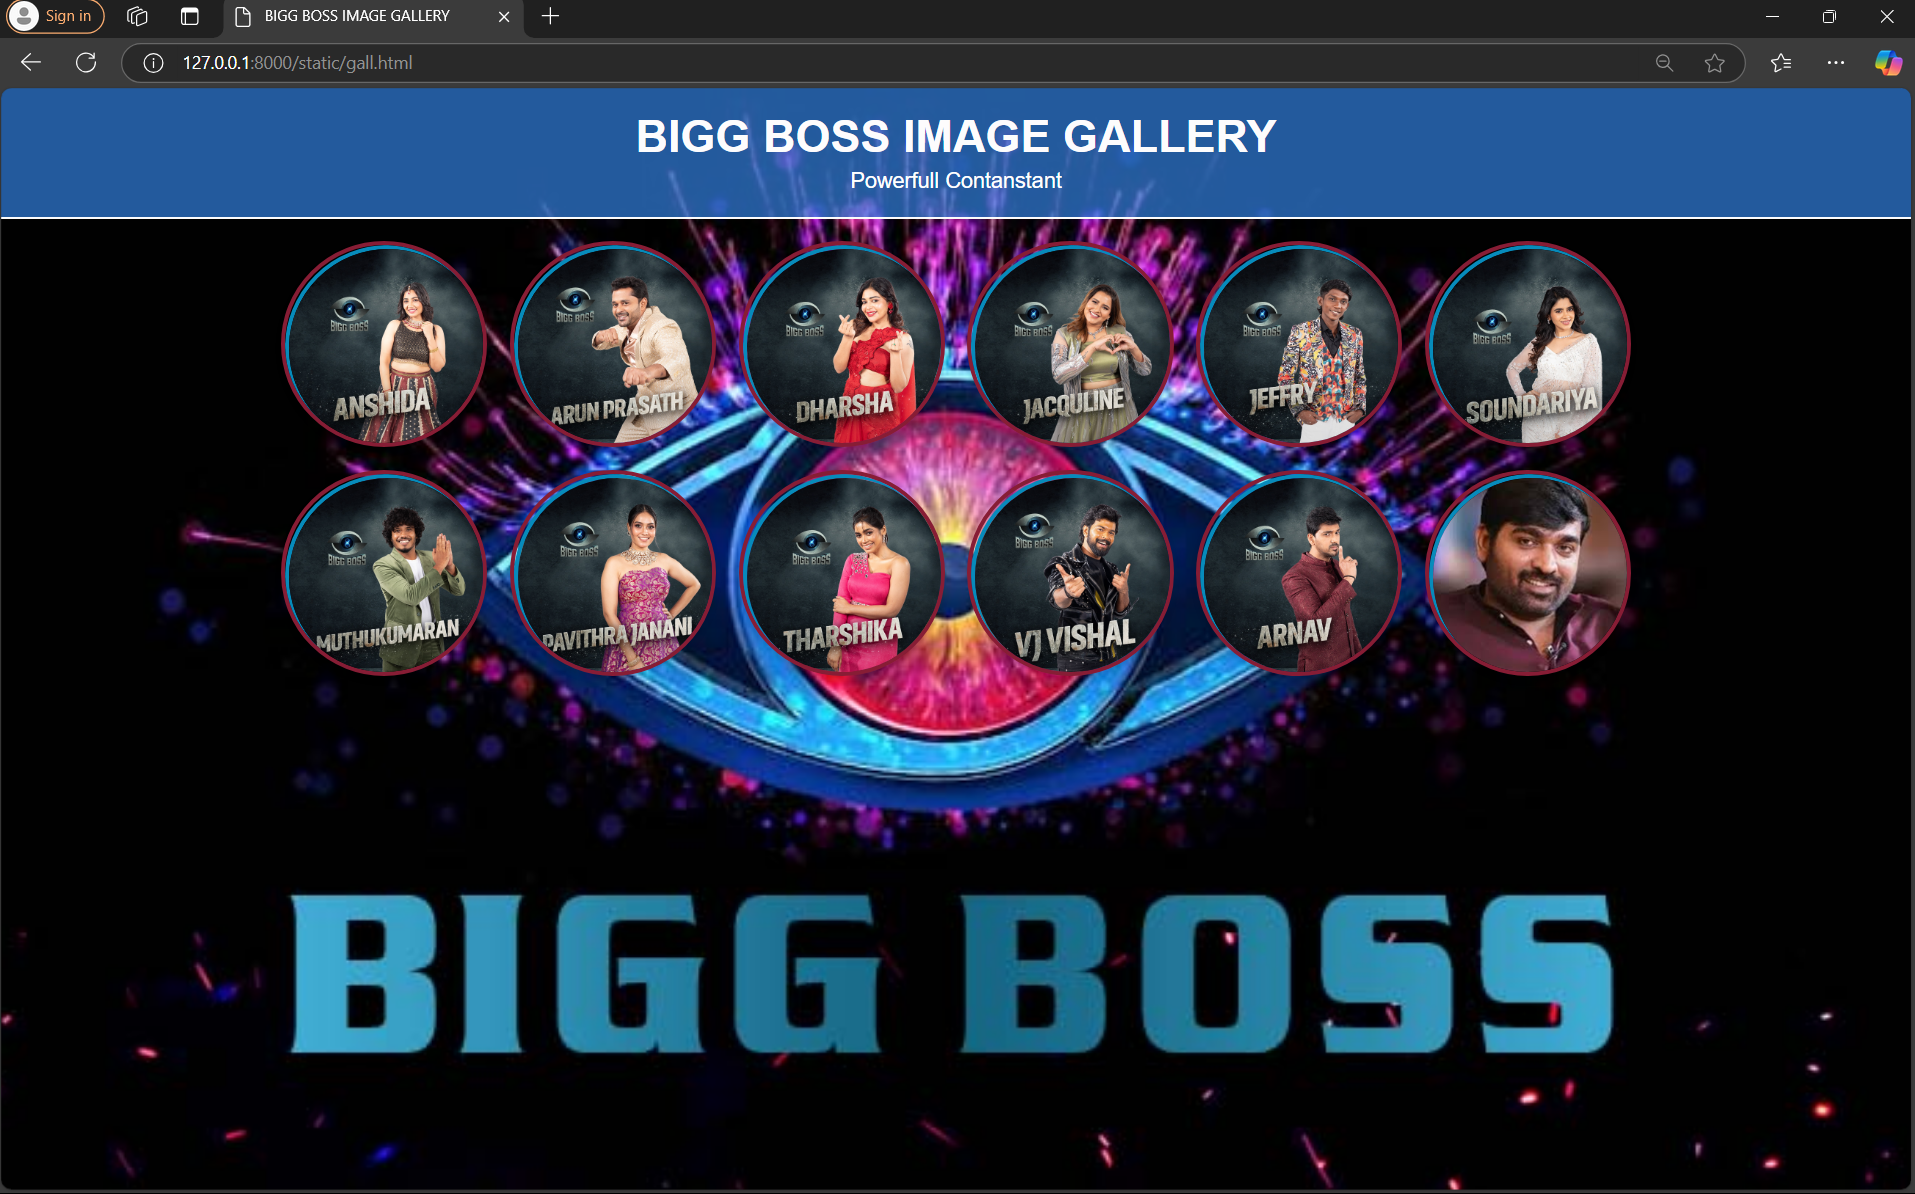 Sign in
BIGG BOSS IMAGE GALLERY
127.0.0.1:8000/static/gall.html
BIGG BOSS IMAGE GALLERY
Powerfull Contanstant
BIGG BOSS
ANSHIDA
BIGG BOSS
ARUN PRASATH
BIGG BOSS
DHARSHA
BIGG BOSS
JACQULINE
BIGG BOSS
JEFFRY
BIGG BOSS
SOUNDARIYA
BIGG BOSS
MUTHUKUMARAN
BIGG BOSS
PAVITHRA JANANI
BIGG BOSS
THARSHIKA
BIGG BOSS
VJ VISHAL
BIGG BOSS
ARNAV
BIGG BOSS